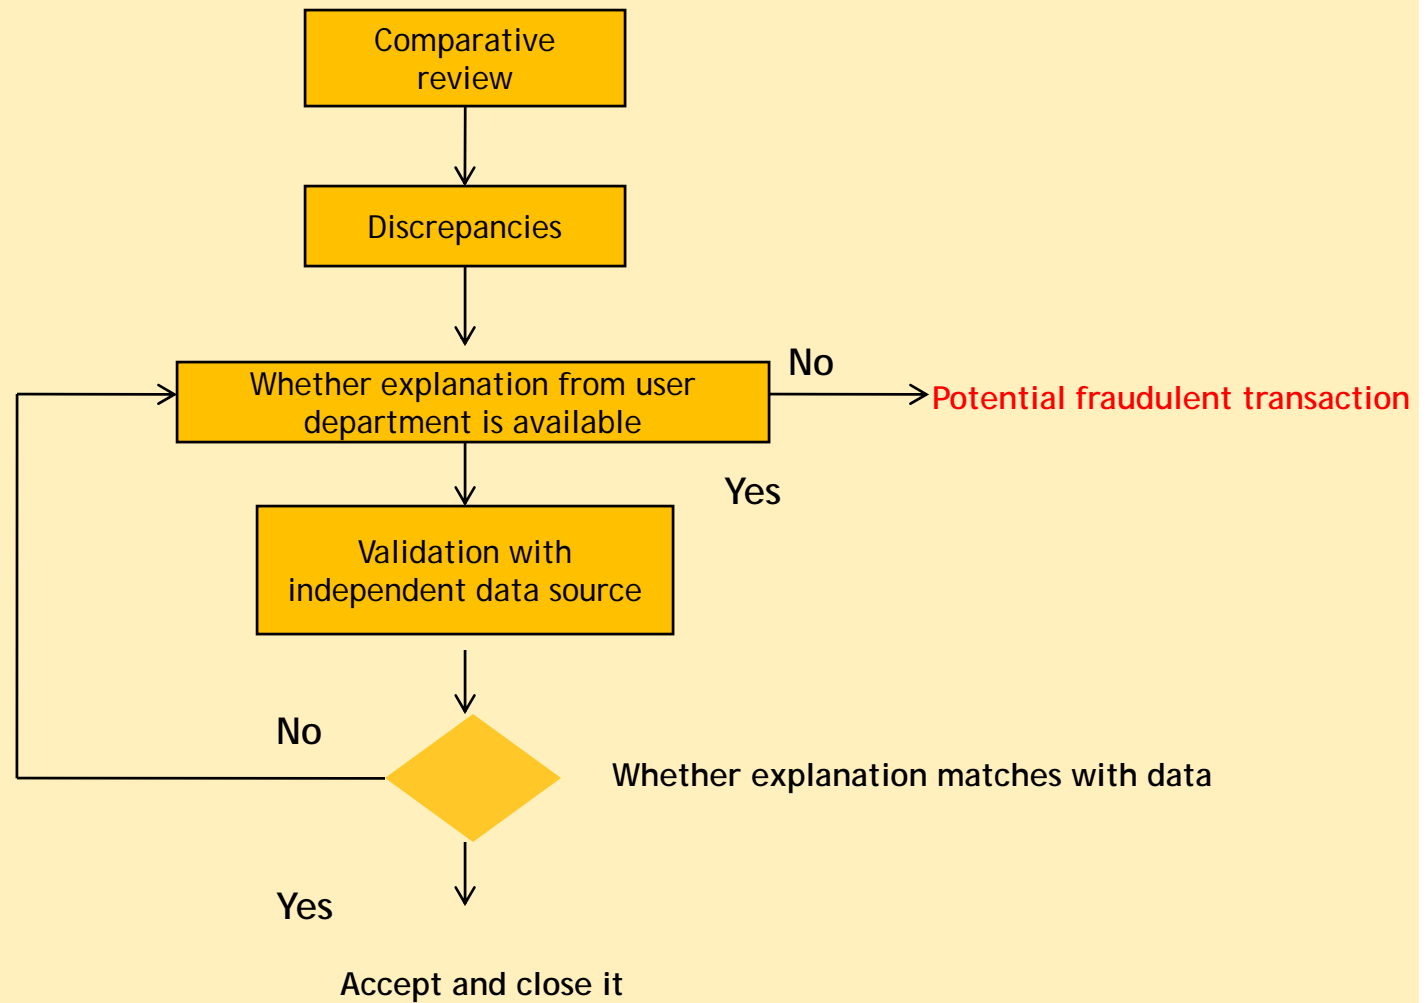 Comparative
review
Discrepancies
No
Whether explanation from user
department is available
Potential fraudulent transaction
Yes
Validation with
independent data source
No
Whether explanation matches with data
Yes
Accept and close it